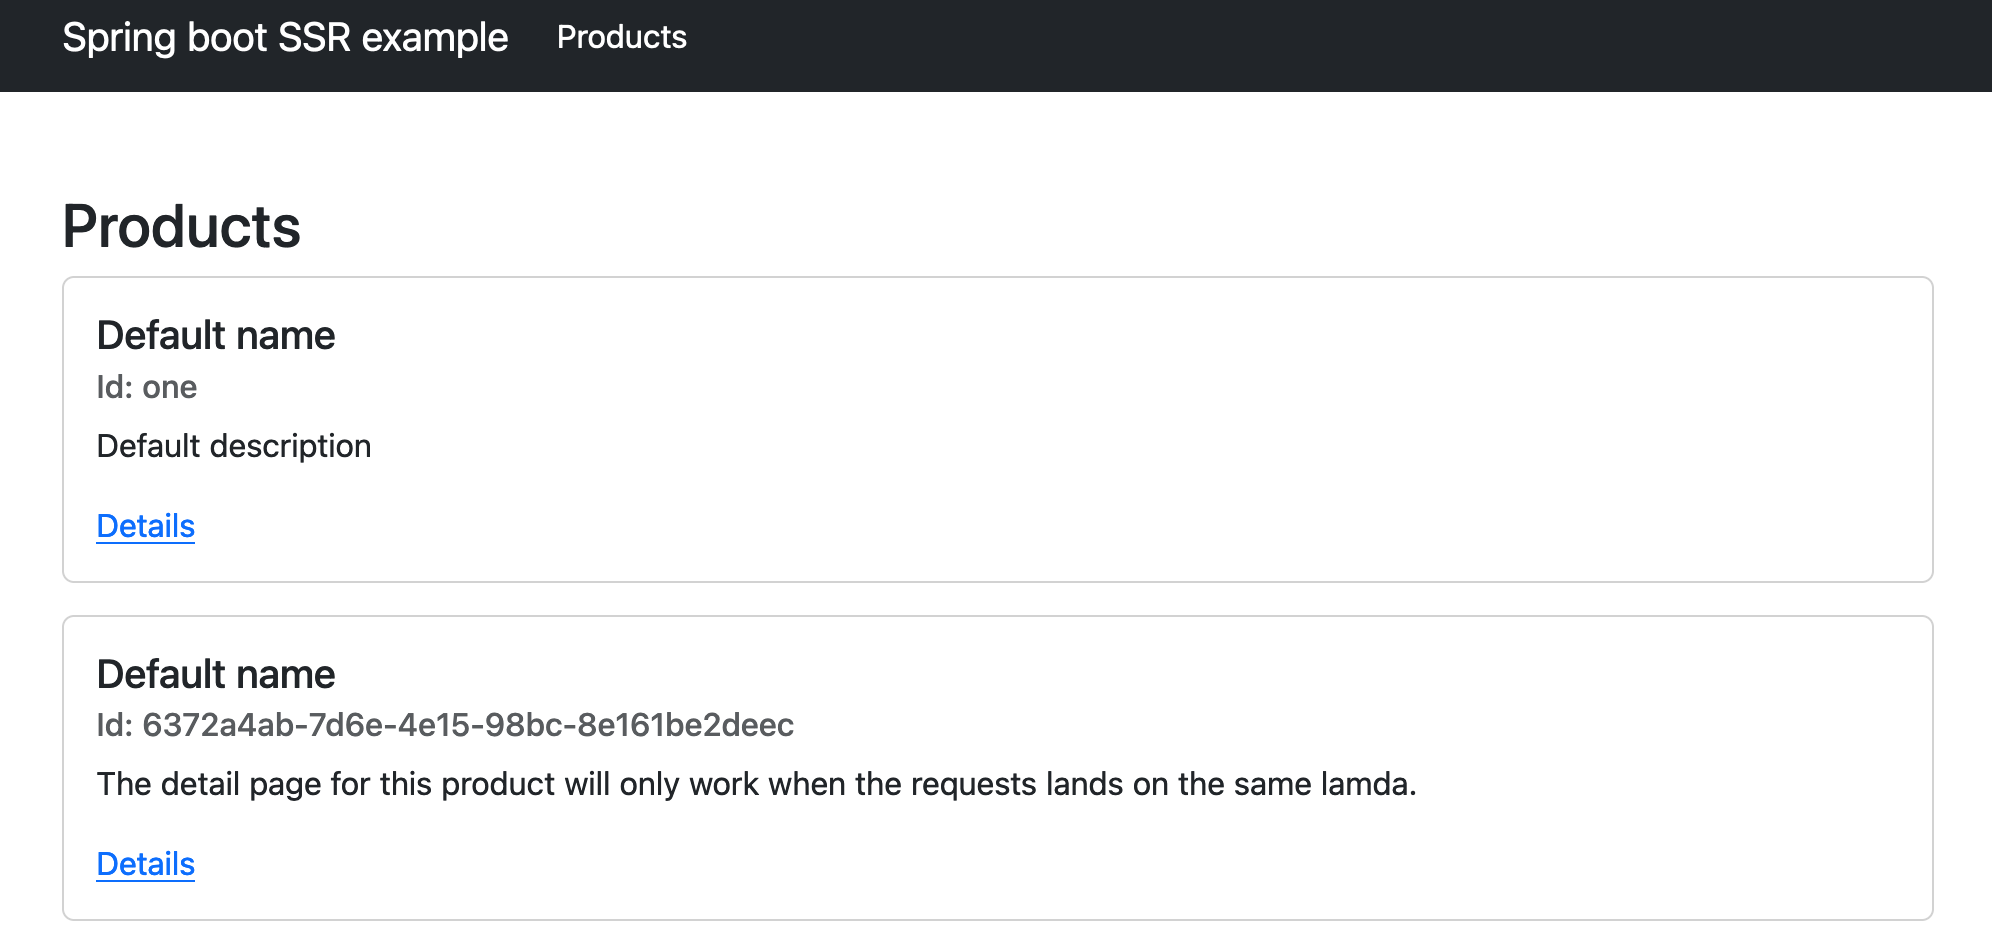 Spring boot SSR example Products
Products
Default name
Id: one
Default description
Details
Default name
Id: 6372a4ab-7d6e-4e15-98bc-8e161be2deec
The detail page for this product will only work when the requests lands on the same lamda.
Details